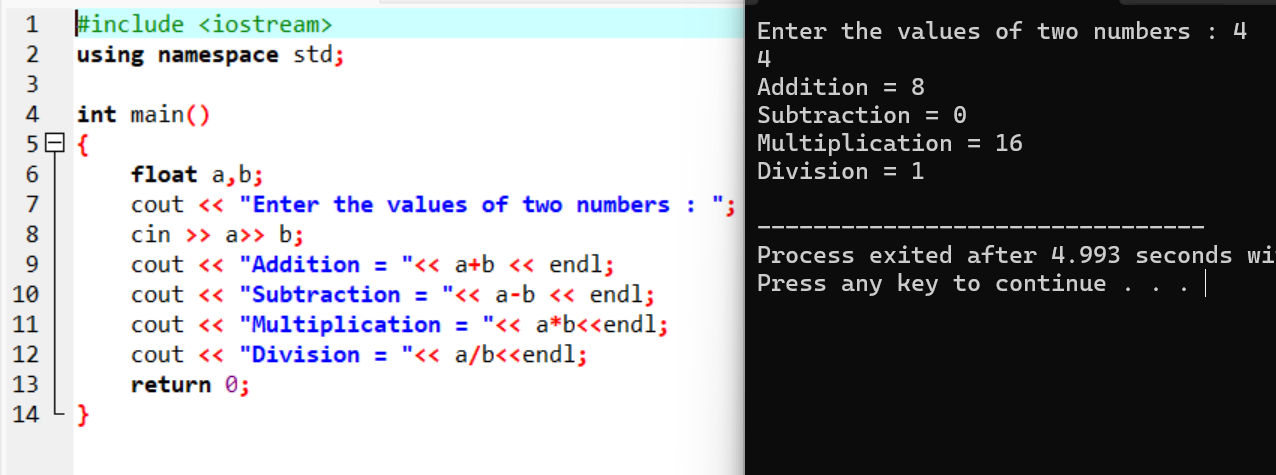 1 #include <iostream>
2 using namespace std;
3
4 int main()
5 {
6 float a,b;
7 cout << "Enter the values of two numbers : ";
8 cin >> a>> b;
9 cout << "Addition = "<< a+b << endl;
10 cout << "Subtraction = "<< a-b << endl;
11 cout << "Multiplication = "<< a*b<<endl;
12 cout << "Division = "<< a/b<<endl;
13 return 0;
14 }
Enter the values of two numbers : 4
4
Addition = 8
Subtraction = 0
Multiplication = 16
Division = 1
--------------------------------
Process exited after 4.993 seconds wi
Press any key to continue . . .